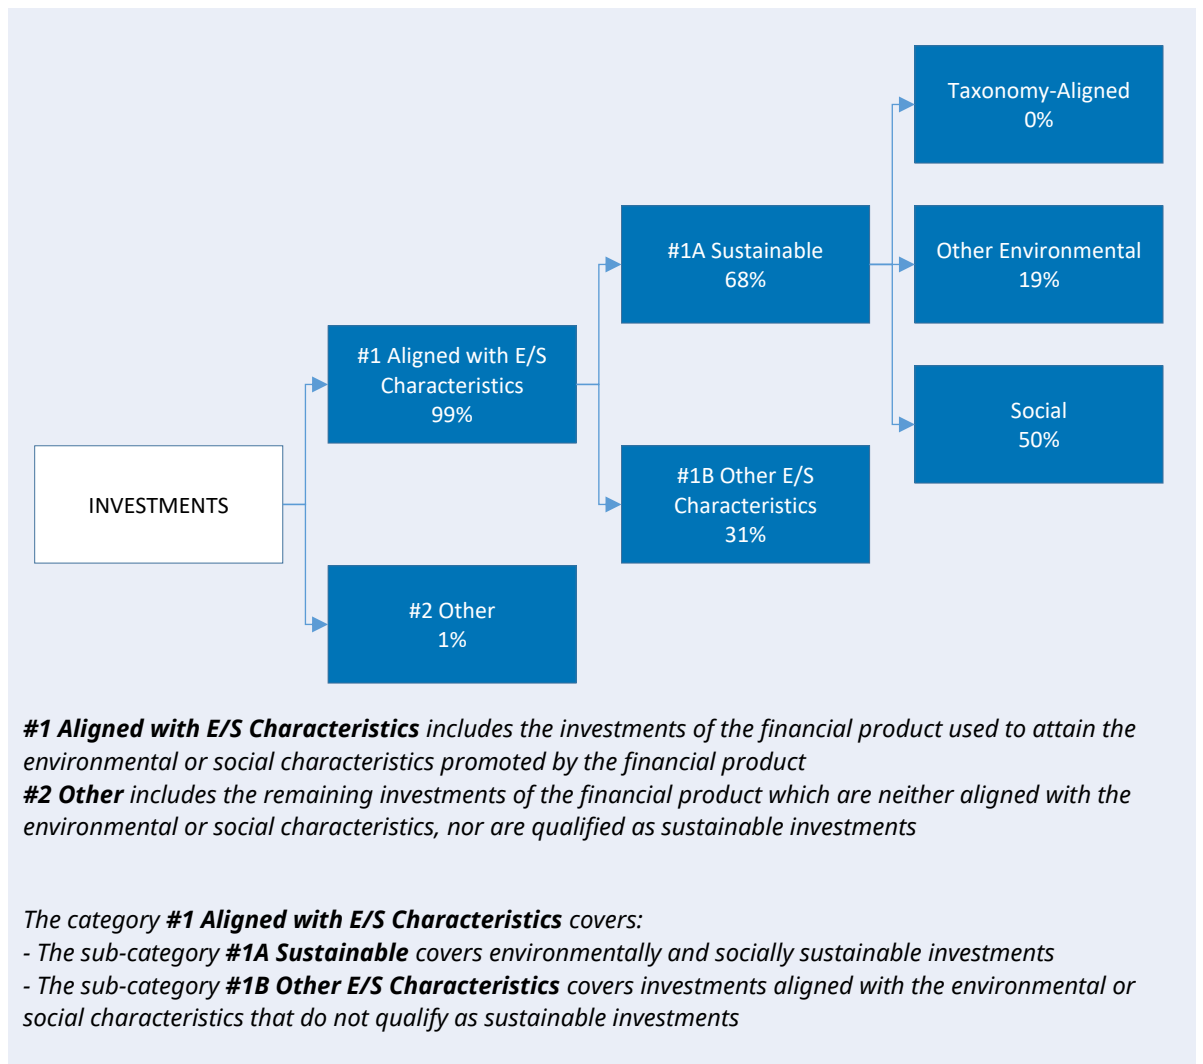 Taxonomy-Aligned
0%
#1A Sustainable
68%
Other Environmental
19%
#1 Aligned with E/S
Characteristics
99%
Social
50%
INVESTMENTS
#1B Other E/S
Characteristics
31%
#2 Other
1%
#1 Aligned with E/S Characteristics includes the investments of the financial product used to attain the
environmental or social characteristics promoted by the financial product
#2 Other includes the remaining investments of the financial product which are neither aligned with the
environmental or social characteristics, nor are qualified as sustainable investments
The category #1 Aligned with E/S Characteristics covers:
- The sub-category #1A Sustainable covers environmentally and socially sustainable investments
- The sub-category #1B Other E/S Characteristics covers investments aligned with the environmental or
social characteristics that do not qualify as sustainable investments